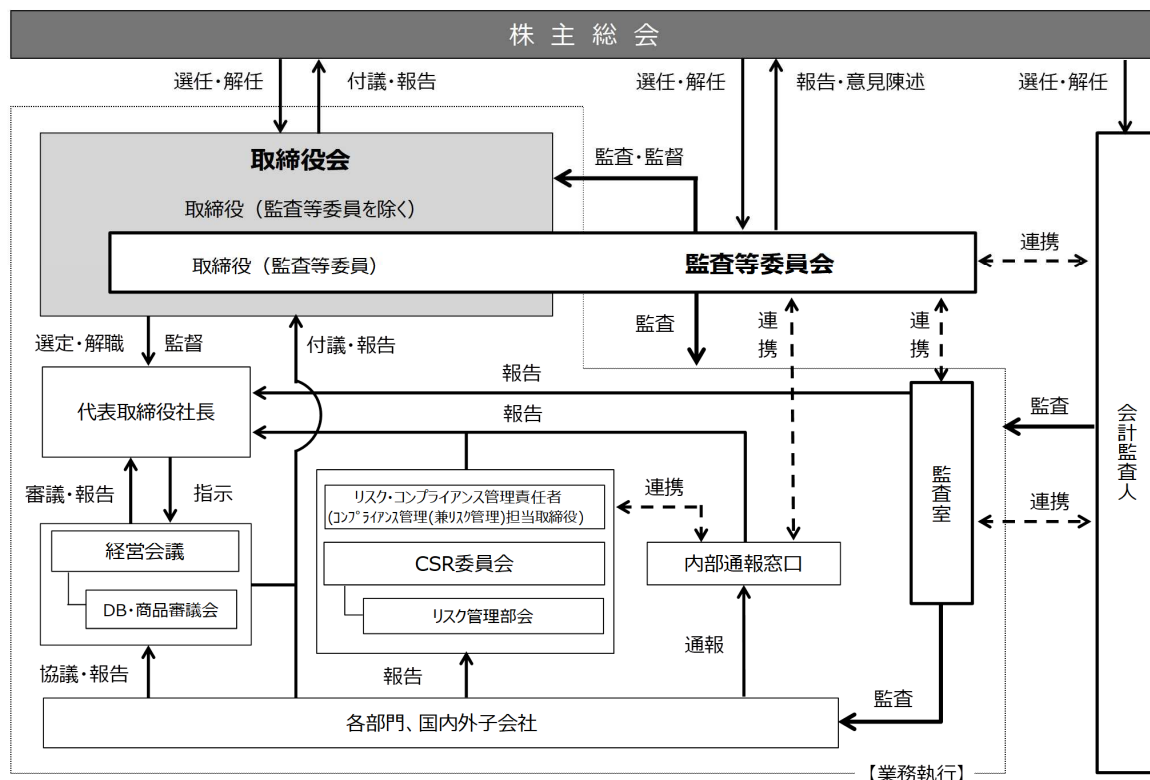 株主総会
選任・解任
付議・報告
選任・解任
報告・意見陳述
選任・解任
取締役会
監査・監督
取締役（監査等委員を除く）
取締役（監査等委員）
監査等委員会
連携
選定・解職
監督
付議・報告
監査
連携
連携
報告
代表取締役社長
報告
監査
会計監査人
審議・報告
指示
リスク・コンプライアンス管理責任者
(ｺﾝﾌﾟﾗｲｱﾝｽ管理(兼リスク管理)担当取締役)
連携
監査室
連携
経営会議
CSR委員会
内部通報窓口
DB・商品審議会
リスク管理部会
協議・報告
報告
通報
監査
各部門、国内外子会社
【業務執行】